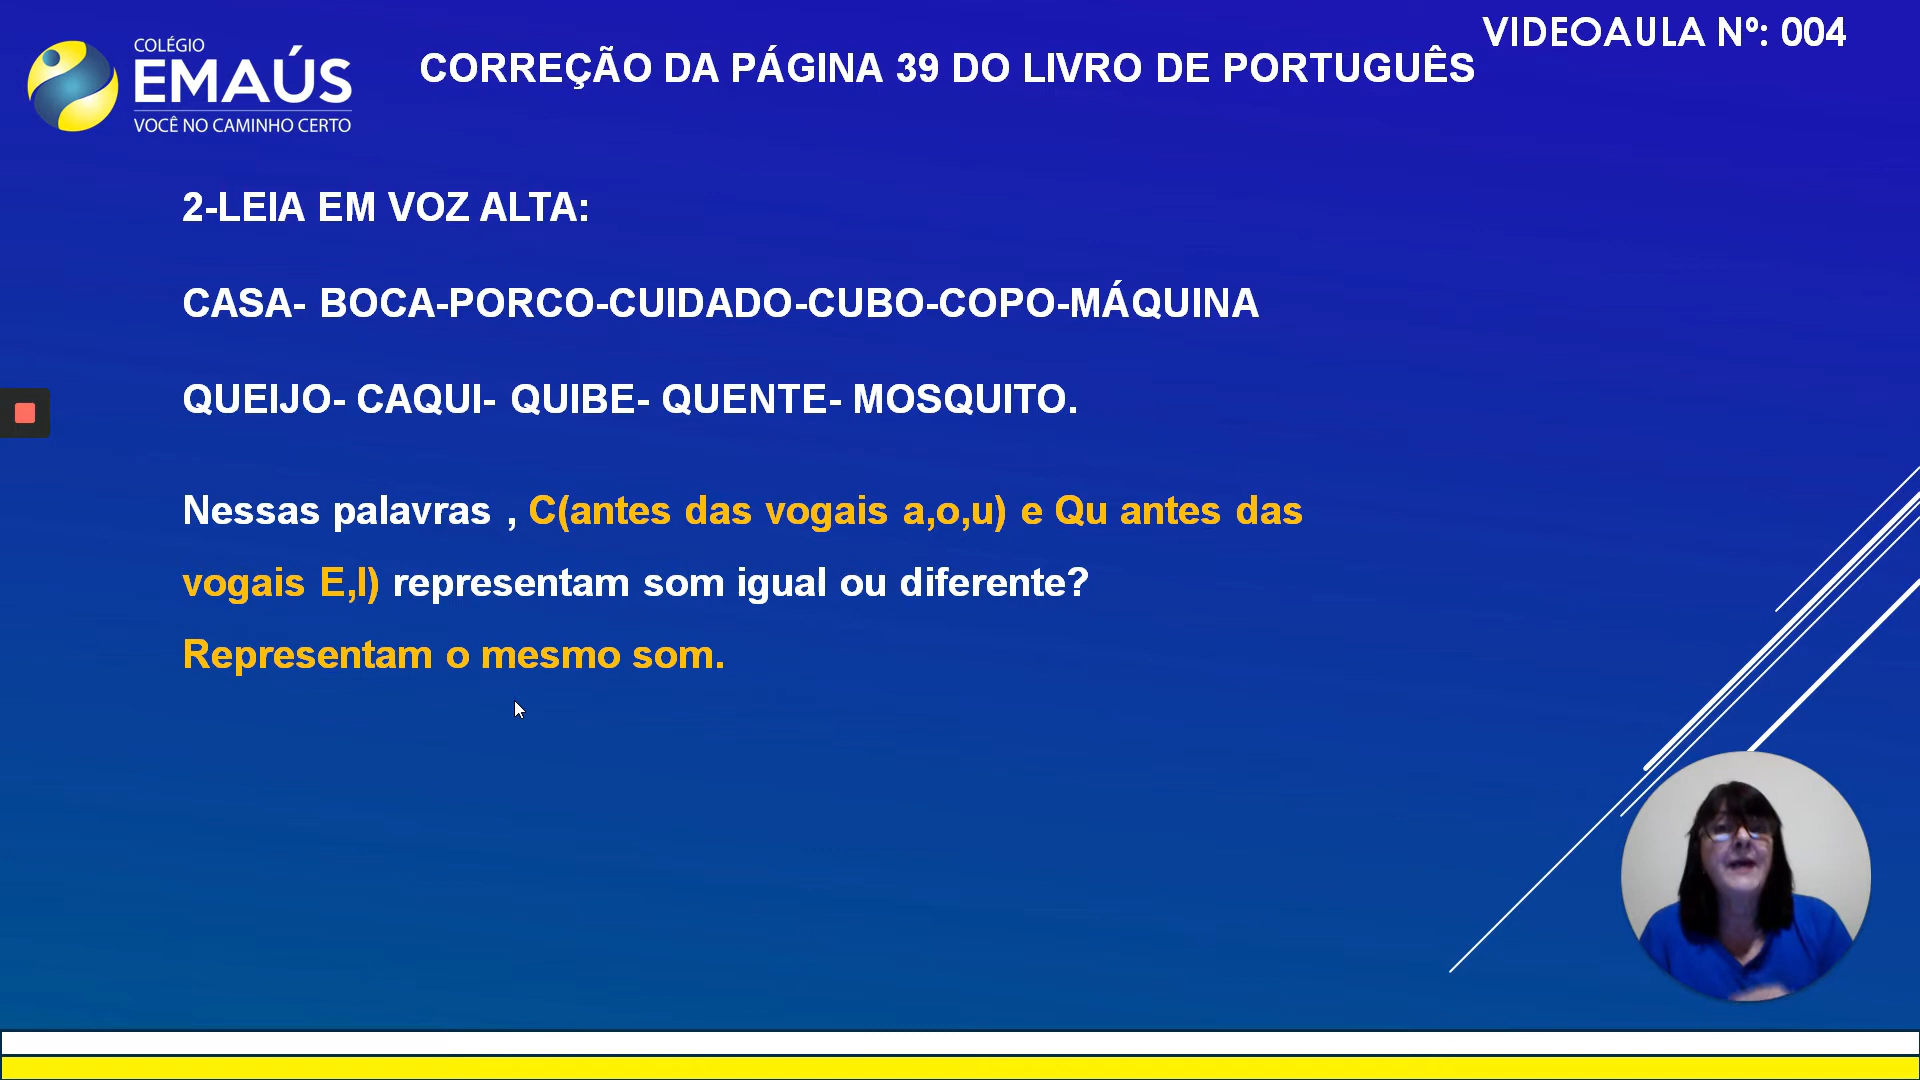 VIDEOAULA Nº: 004
COLÉGIO
EMAÚS
VOCÊ NO CAMINHO CERTO
CORREÇÃO DA PÁGINA 39 DO LIVRO DE PORTUGUÊS
2-LEIA EM VOZ ALTA:
CASA- BOCA-PORCO-CUIDADO-CUBO-COPO-MÁQUINA
QUEIJO- CAQUI- QUIBE- QUENTE- MOSQUITO.
Nessas palavras , C(antes das vogais a,o,u) e Qu antes das
vogais E,I) representam som igual ou diferente?
Representam o mesmo som.